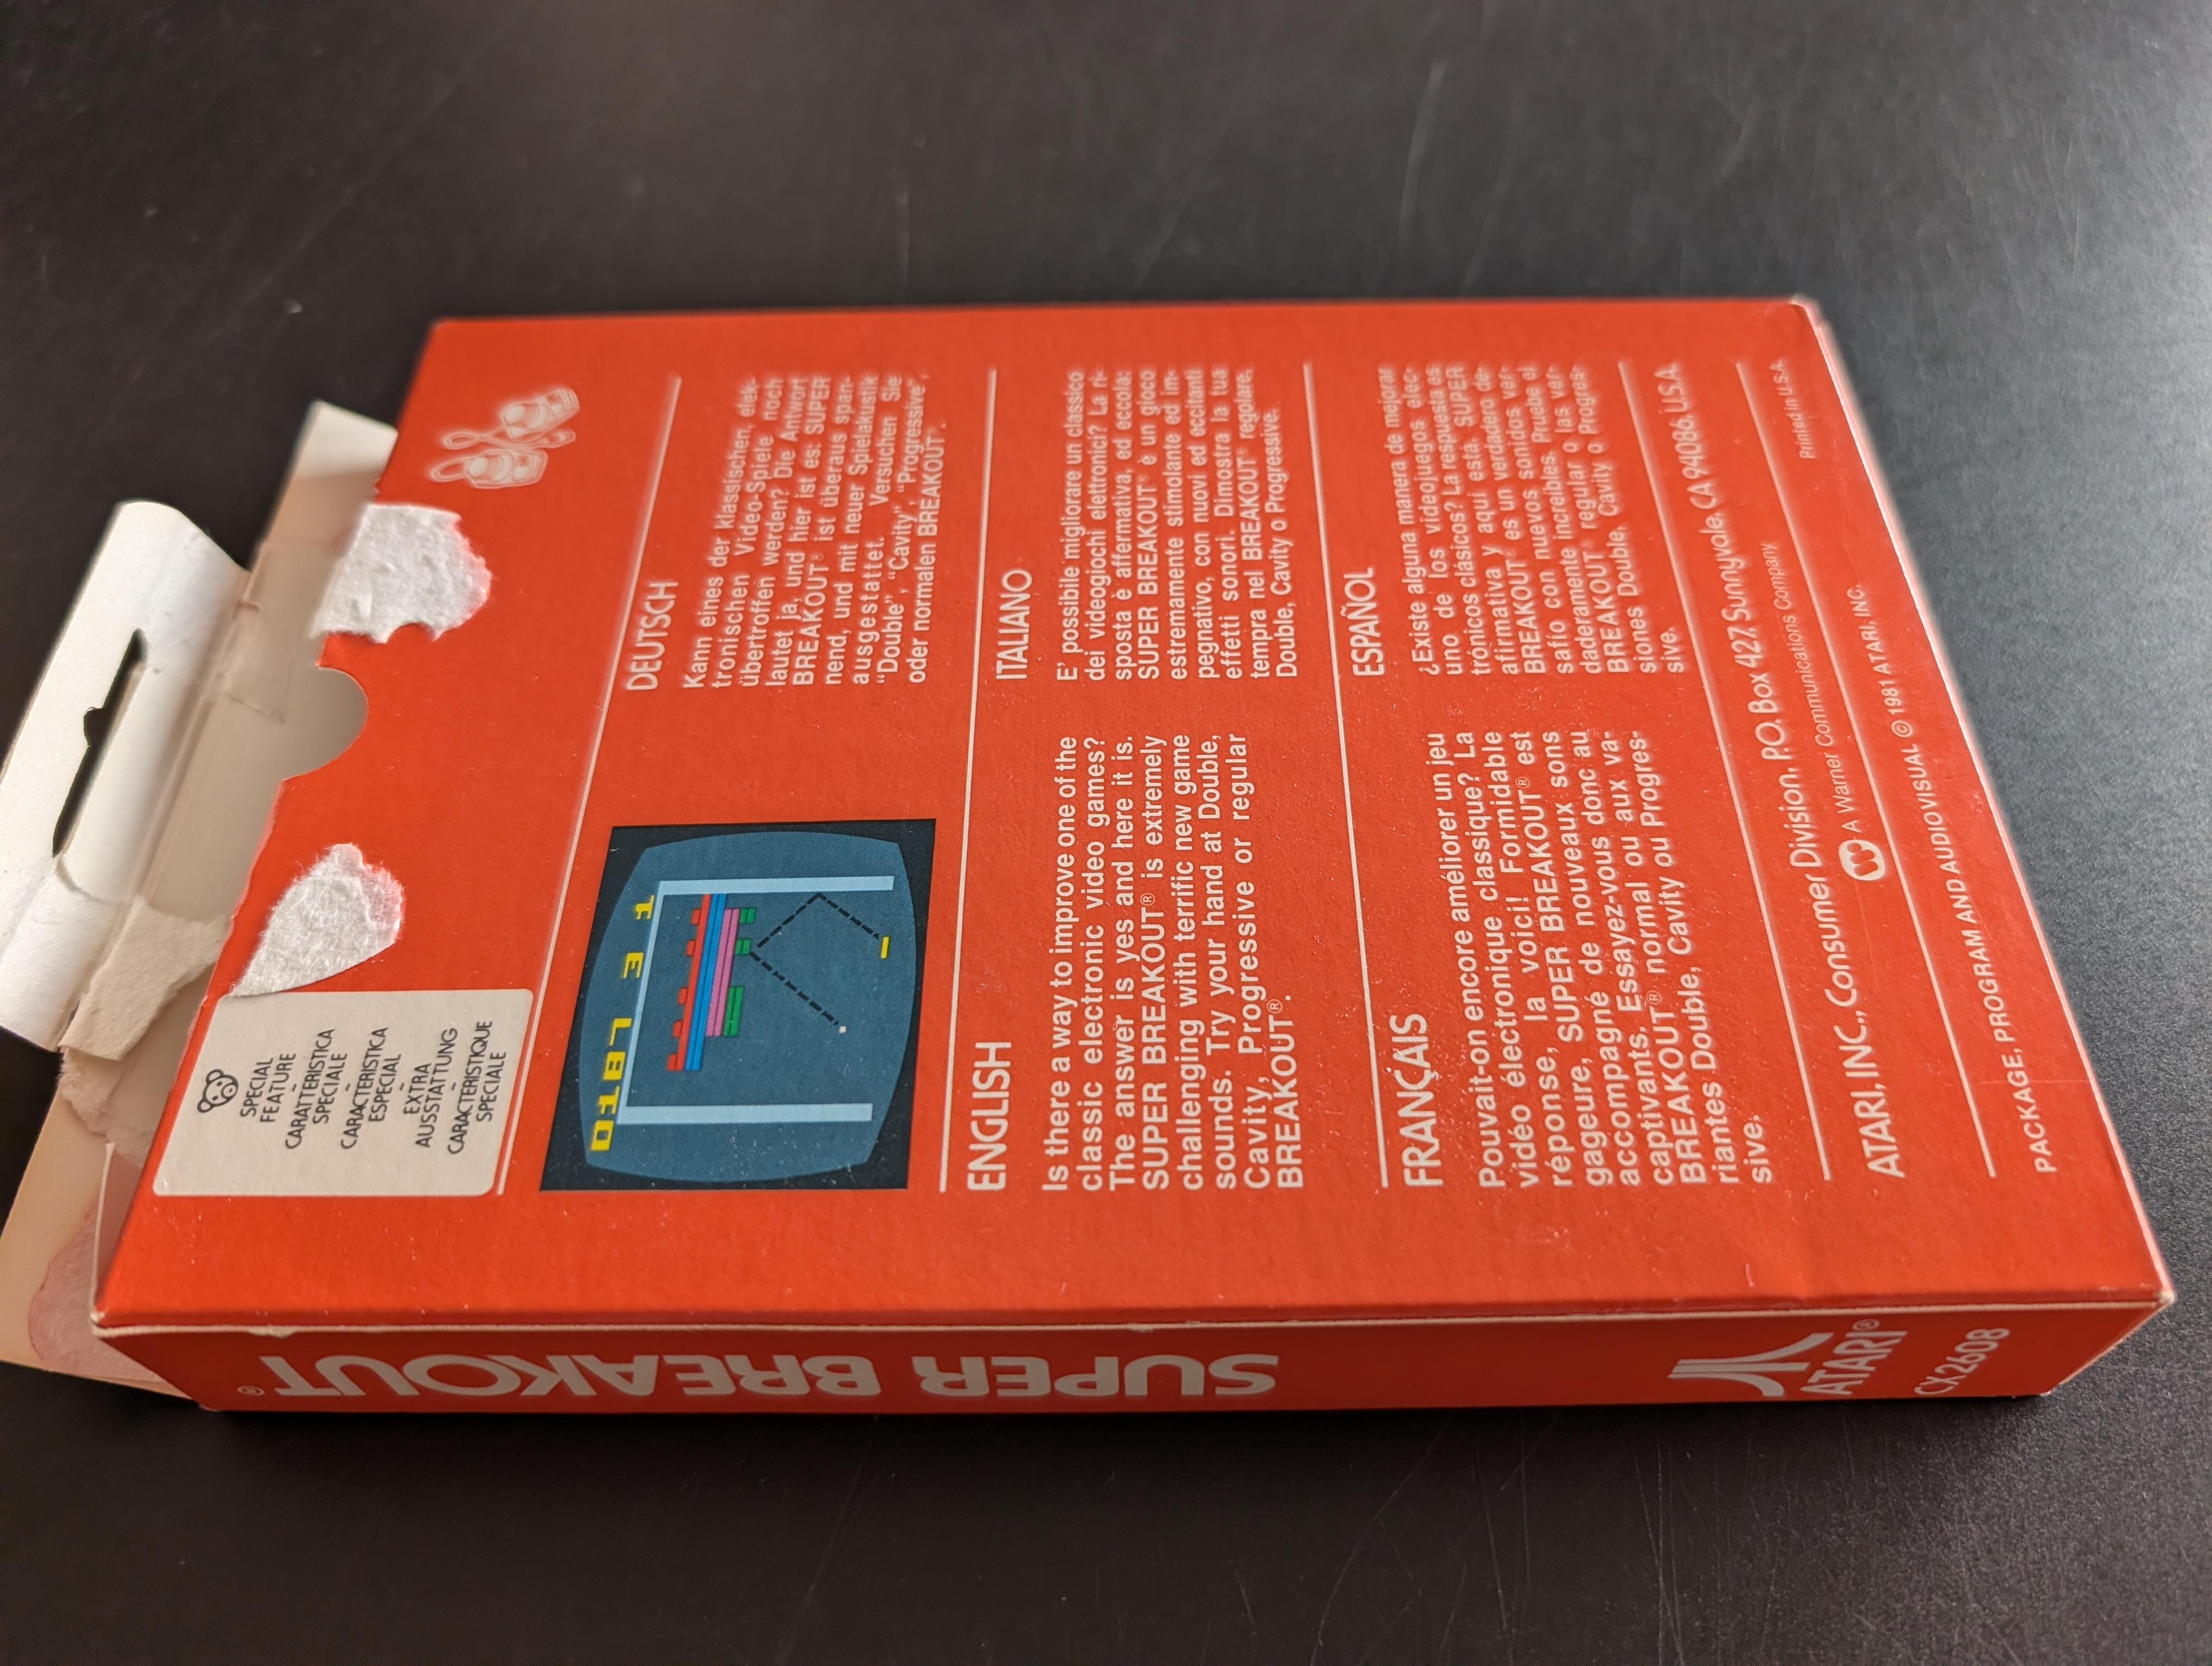 SPECIAL
FEATURE
-
CARATTERISTICA
SPECIALE
-
CARACTERISTICA
ESPECIAL
-
EXTRA
AUSSTATTUNG
-
CARACTÉRISTIQUE
SPECIALE
ENGLISH
Is there a way to improve one of the
classic electronic video games?
The answer is yes and here it is.
SUPER BREAKOUT® is extremely
challenging with terrific new game
sounds. Try your hand at Double,
Cavity, Progressive or regular
BREAKOUT®.
FRANÇAIS
Pouvait-on encore améliorer un jeu
vidéo électronique classique? La
réponse, la voici! Formidable
gageure, SUPER BREAKOUT® est
accompagné de nouveaux sons
captivants. Essayez-vous donc au
BREAKOUT® normal ou aux va-
riantes Double, Cavity ou Progres-
sive.
DEUTSCH
Kann eines der klassischen, elek-
tronischen Video-Spiele noch
übertroffen werden? Die Antwort
lautet ja, und hier ist es: SUPER
BREAKOUT® ist überaus span-
nend, und mit neuer Spielakustik
ausgestattet. Versuchen Sie
“Double”, “Cavity”, “Progressive”,
oder normalen BREAKOUT®.
ITALIANO
E’ possibile migliorare un classico
dei videogiochi elettronici? La ri-
sposta è affermativa, ed eccola:
SUPER BREAKOUT® è un gioco
estremamente stimolante ed im-
pegnativo, con nuovi ed eccitanti
effetti sonori. Dimostra la tua
tempra nel BREAKOUT® regolare,
Double, Cavity o Progressive.
ESPAÑOL
¿Existe alguna manera de mejorar
uno de los videojuegos elec-
trónicos clásicos? La respuesta es
afirmativa y aquí está. SUPER
BREAKOUT® es un verdadero de-
safío con nuevos sonidos ver-
daderamente increíbles. Pruebe el
BREAKOUT® regular o las ver-
siones Double, Cavity o Progres-
sive.
ATARI, INC., Consumer Division, P.O. Box 427, Sunnyvale, CA 94086, U.S.A.
A Warner Communications Company
PACKAGE, PROGRAM AND AUDIOVISUAL © 1981 ATARI, INC.
Printed in U.S.A.
SUPER BREAKOUT®
ATARI®
CX2608